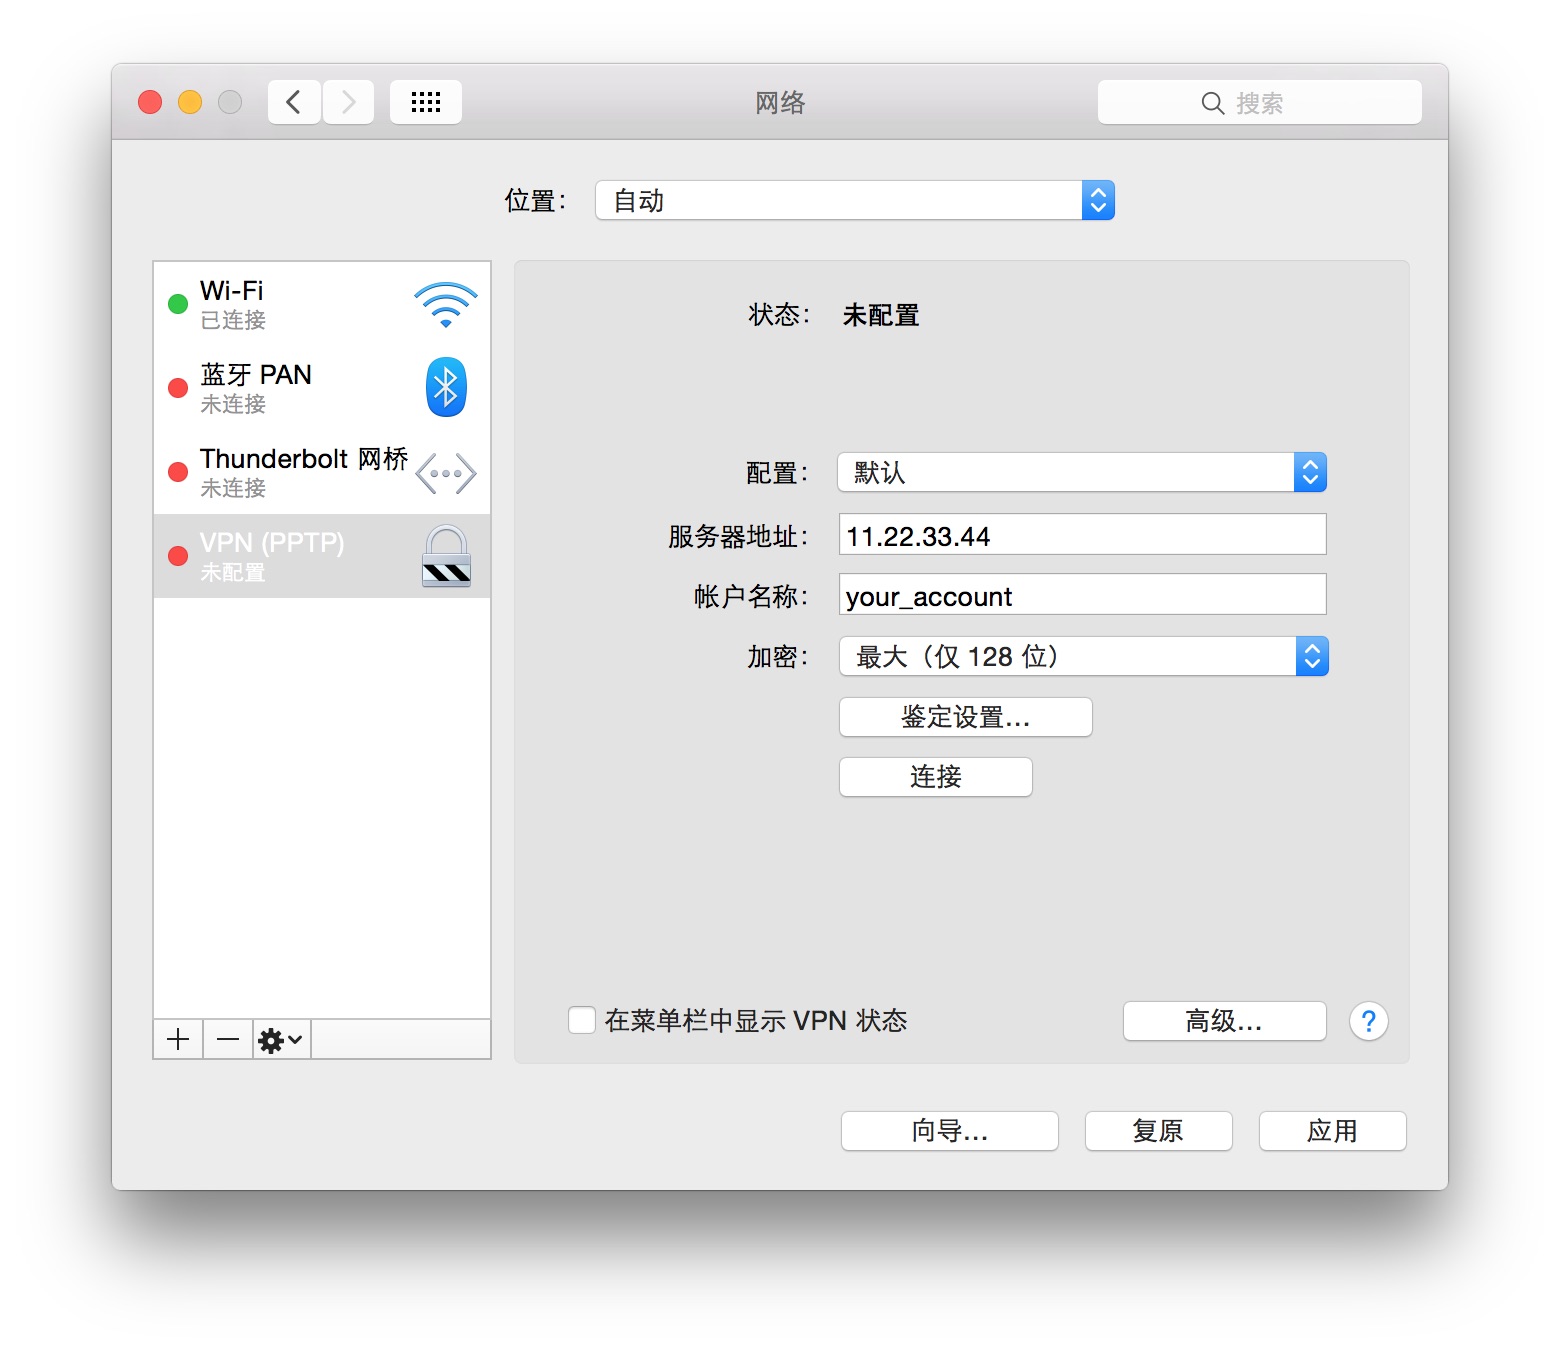 网络
搜索
位置：
自动
Wi-Fi
已连接
蓝牙 PAN
未连接
Thunderbolt 网桥
未连接
VPN (PPTP)
未配置
状态： 未配置
配置： 默认
服务器地址： 11.22.33.44
帐户名称： your_account
加密： 最大（仅 128 位）
鉴定设置...
连接
在菜单栏中显示 VPN 状态
高级...
?
向导...
复原
应用